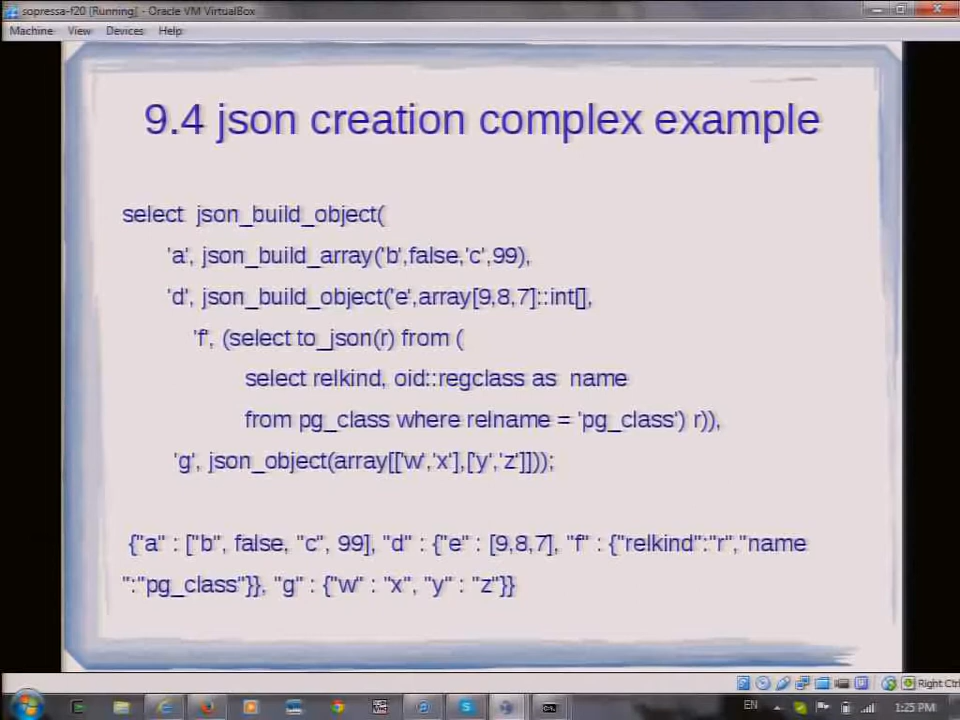 sopressa-f20 [Running] - Oracle VM VirtualBox
Machine View Devices Help
9.4 json creation complex example
select  json_build_object(
'a', json_build_array('b',false,'c',99),
'd', json_build_object('e',array[9,8,7]::int[],
'f', (select to_json(r) from (
select relkind, oid::regclass as  name
from pg_class where relname = 'pg_class') r)),
'g', json_object(array[['w','x'],['y','z']]));
{"a" : ["b", false, "c", 99], "d" : {"e" : [9,8,7], "f" : {"relkind":"r","name
":"pg_class"}}, "g" : {"w" : "x", "y" : "z"}}
Right Ctrl
EN 1:25 PM